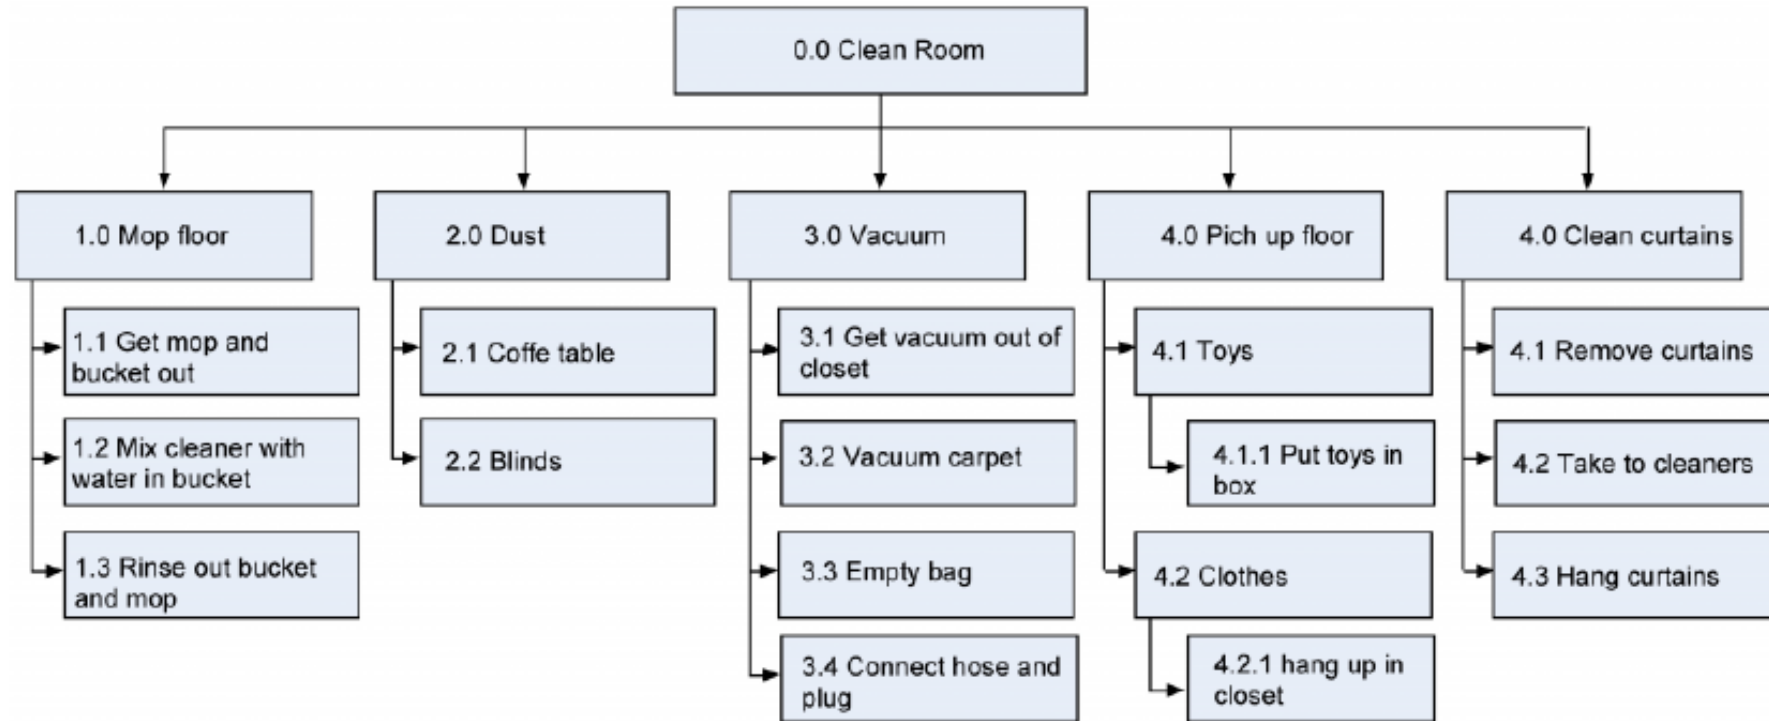 0.0 Clean Room
1.0 Mop floor
1.1 Get mop and
bucket out
1.2 Mix cleaner with
water in bucket
1.3 Rinse out bucket
and mop
2.0 Dust
2.1 Coffe table
2.2 Blinds
3.0 Vacuum
3.1 Get vacuum out of
closet
3.2 Vacuum carpet
3.3 Empty bag
3.4 Connect hose and
plug
4.0 Pich up floor
4.1 Toys
4.1.1 Put toys in
box
4.2 Clothes
4.2.1 hang up in
closet
4.0 Clean curtains
4.1 Remove curtains
4.2 Take to cleaners
4.3 Hang curtains